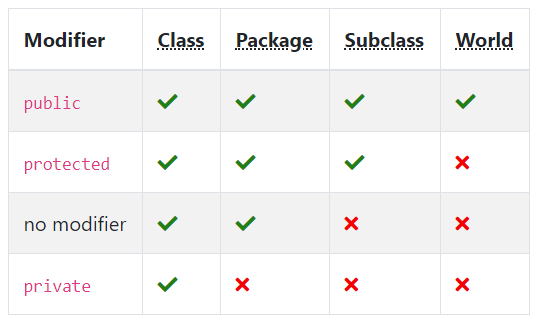 Modifier Class Package Subclass World
public ✔ ✔ ✔ ✔
protected ✔ ✔ ✔ ✖
no modifier ✔ ✔ ✖ ✖
private ✔ ✖ ✖ ✖